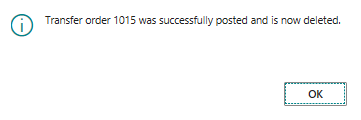 Transfer order 1015 was successfully posted and is now deleted.
OK